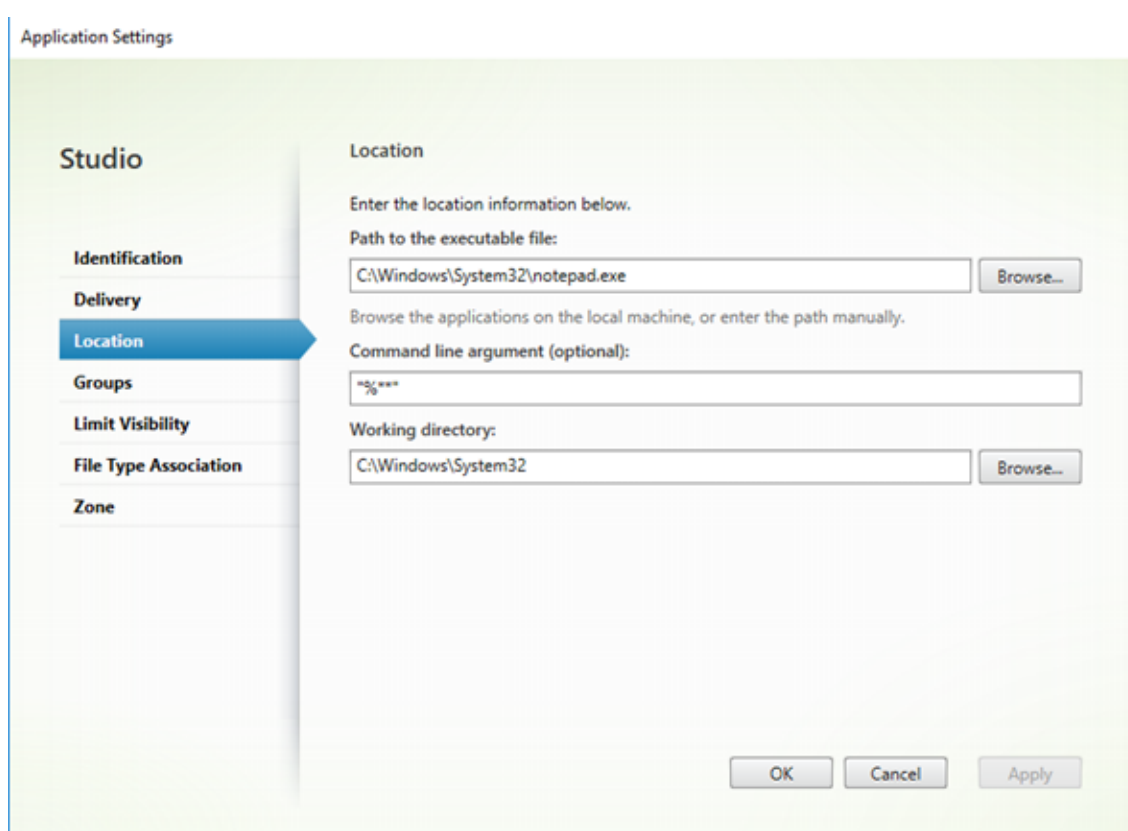 Application Settings
Studio
Identification
Delivery
Location
Groups
Limit Visibility
File Type Association
Zone
Location
Enter the location information below.
Path to the executable file:
C:\Windows\System32\notepad.exe
Browse...
Browse the applications on the local machine, or enter the path manually.
Command line argument (optional):
"%**"
Working directory:
C:\Windows\System32
Browse...
OK
Cancel
Apply